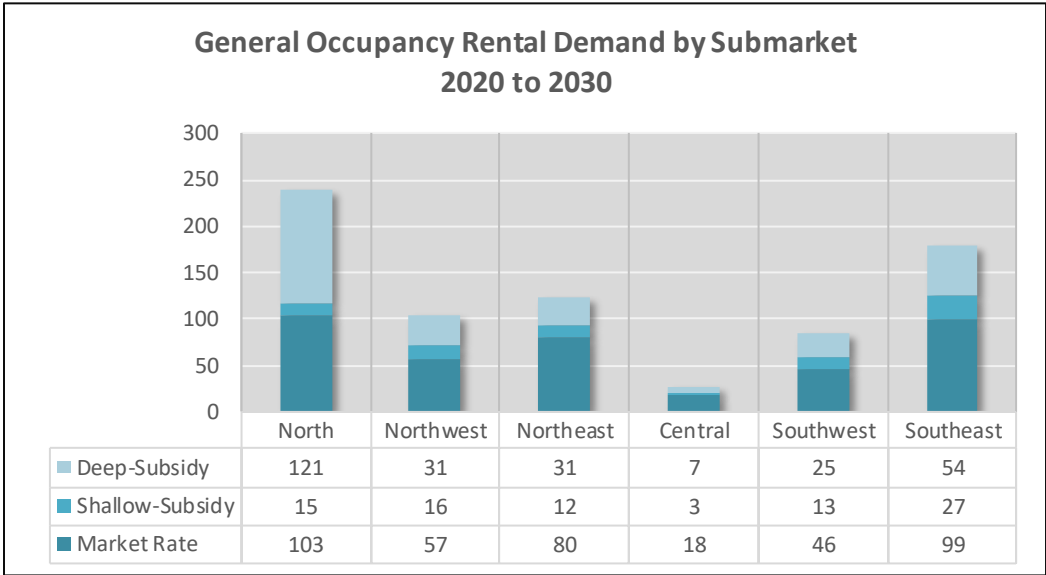 General Occupancy Rental Demand by Submarket
2020 to 2030
300
250
200
150
100
50
0
North Northwest Northeast Central Southwest Southeast
Deep-Subsidy 121 31 31 7 25 54
Shallow-Subsidy 15 16 12 3 13 27
Market Rate 103 57 80 18 46 99